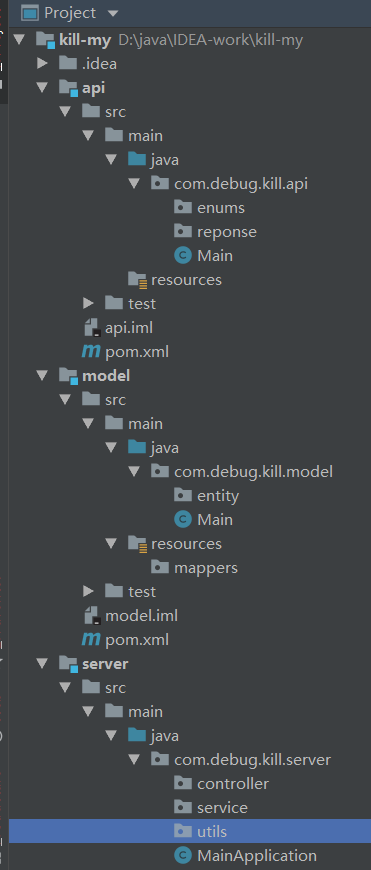 Project
kill-my D:\java\IDEA-work\kill-my
.idea
api
src
main
java
com.debug.kill.api
enums
reponse
Main
resources
test
api.iml
pom.xml
model
src
main
java
com.debug.kill.model
entity
Main
resources
mappers
test
model.iml
pom.xml
server
src
main
java
com.debug.kill.server
controller
service
utils
MainApplication